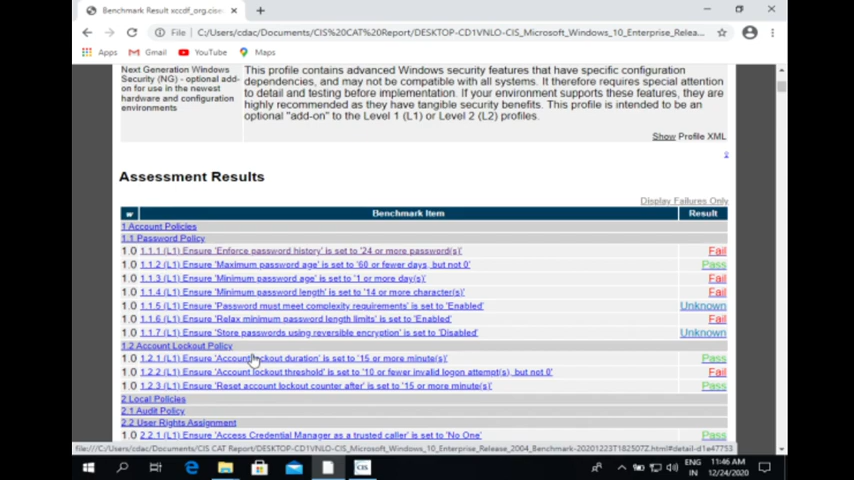 Benchmark Result xccdf_org.cise
File
C:/Users/cdac/Documents/CIS%20CAT%20Report/DESKTOP-CD1VNLO-CIS_Microsoft_Windows_10_Enterprise_Relea...
Apps
Gmail
YouTube
Maps
Next Generation Windows
Security (NG) - optional add-
on for use in the newest
hardware and configuration
environments
This profile contains advanced Windows security features that have specific configuration
dependencies, and may not be compatible with all systems. It therefore requires special attention
to detail and testing before implementation. If your environment supports these features, they are
highly recommended as they have tangible security benefits. This profile is intended to be an
optional "add-on" to the Level 1 (L1) or Level 2 (L2) profiles.
Show Profile XML
Assessment Results
Display Failures Only
w Benchmark Item Result
1 Account Policies
1.1 Password Policy
1.0 1.1.1 (L1) Ensure 'Enforce password history' is set to '24 or more password(s)' Fail
1.0 1.1.2 (L1) Ensure 'Maximum password age' is set to '60 or fewer days, but not 0' Pass
1.0 1.1.3 (L1) Ensure 'Minimum password age' is set to '1 or more day(s)' Fail
1.0 1.1.4 (L1) Ensure 'Minimum password length' is set to '14 or more character(s)' Fail
1.0 1.1.5 (L1) Ensure 'Password must meet complexity requirements' is set to 'Enabled' Unknown
1.0 1.1.6 (L1) Ensure 'Relax minimum password length limits' is set to 'Enabled' Fail
1.0 1.1.7 (L1) Ensure 'Store passwords using reversible encryption' is set to 'Disabled' Unknown
1.2 Account Lockout Policy
1.0 1.2.1 (L1) Ensure 'Account lockout duration' is set to '15 or more minute(s)' Pass
1.0 1.2.2 (L1) Ensure 'Account lockout threshold' is set to '10 or fewer invalid logon attempt(s), but not 0' Fail
1.0 1.2.3 (L1) Ensure 'Reset account lockout counter after' is set to '15 or more minute(s)' Pass
2 Local Policies
2.1 Audit Policy
2.2 User Rights Assignment
1.0 2.2.1 (L1) Ensure 'Access Credential Manager as a trusted caller' is set to 'No One' Pass
file:///C:/Users/cdac/Documents/CIS CAT Report/DESKTOP-CD1VNLO-CIS_Microsoft_Windows_10_Enterprise_Release_2004_Benchmark-20201223T182507Z.html#detail-d1e47753
CIS
ENG
IN
11:46 AM
12/24/2020